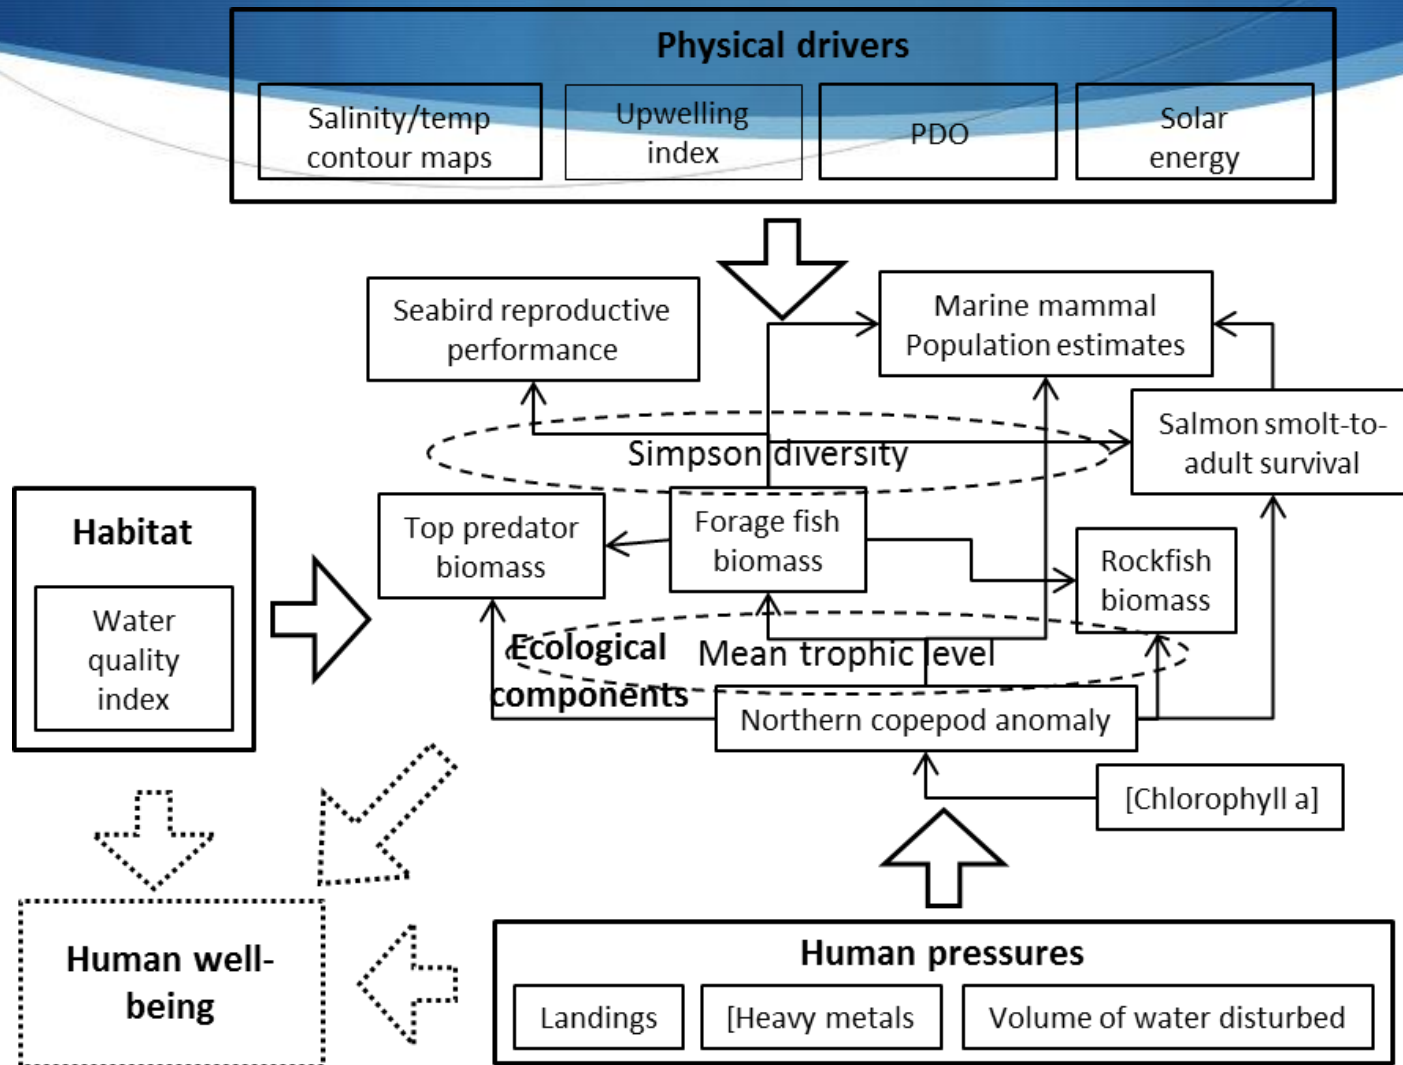 Physical drivers
Salinity/temp
contour maps
Upwelling
index
PDO
Solar
energy
Seabird reproductive
performance
Marine mammal
Population estimates
Simpson diversity
Salmon smolt-to-
adult survival
Habitat
Water
quality
index
Top predator
biomass
Forage fish
biomass
Rockfish
biomass
Ecological
components
Mean trophic level
Northern copepod anomaly
[Chlorophyll a]
Human well-
being
Human pressures
Landings
[Heavy metals
Volume of water disturbed